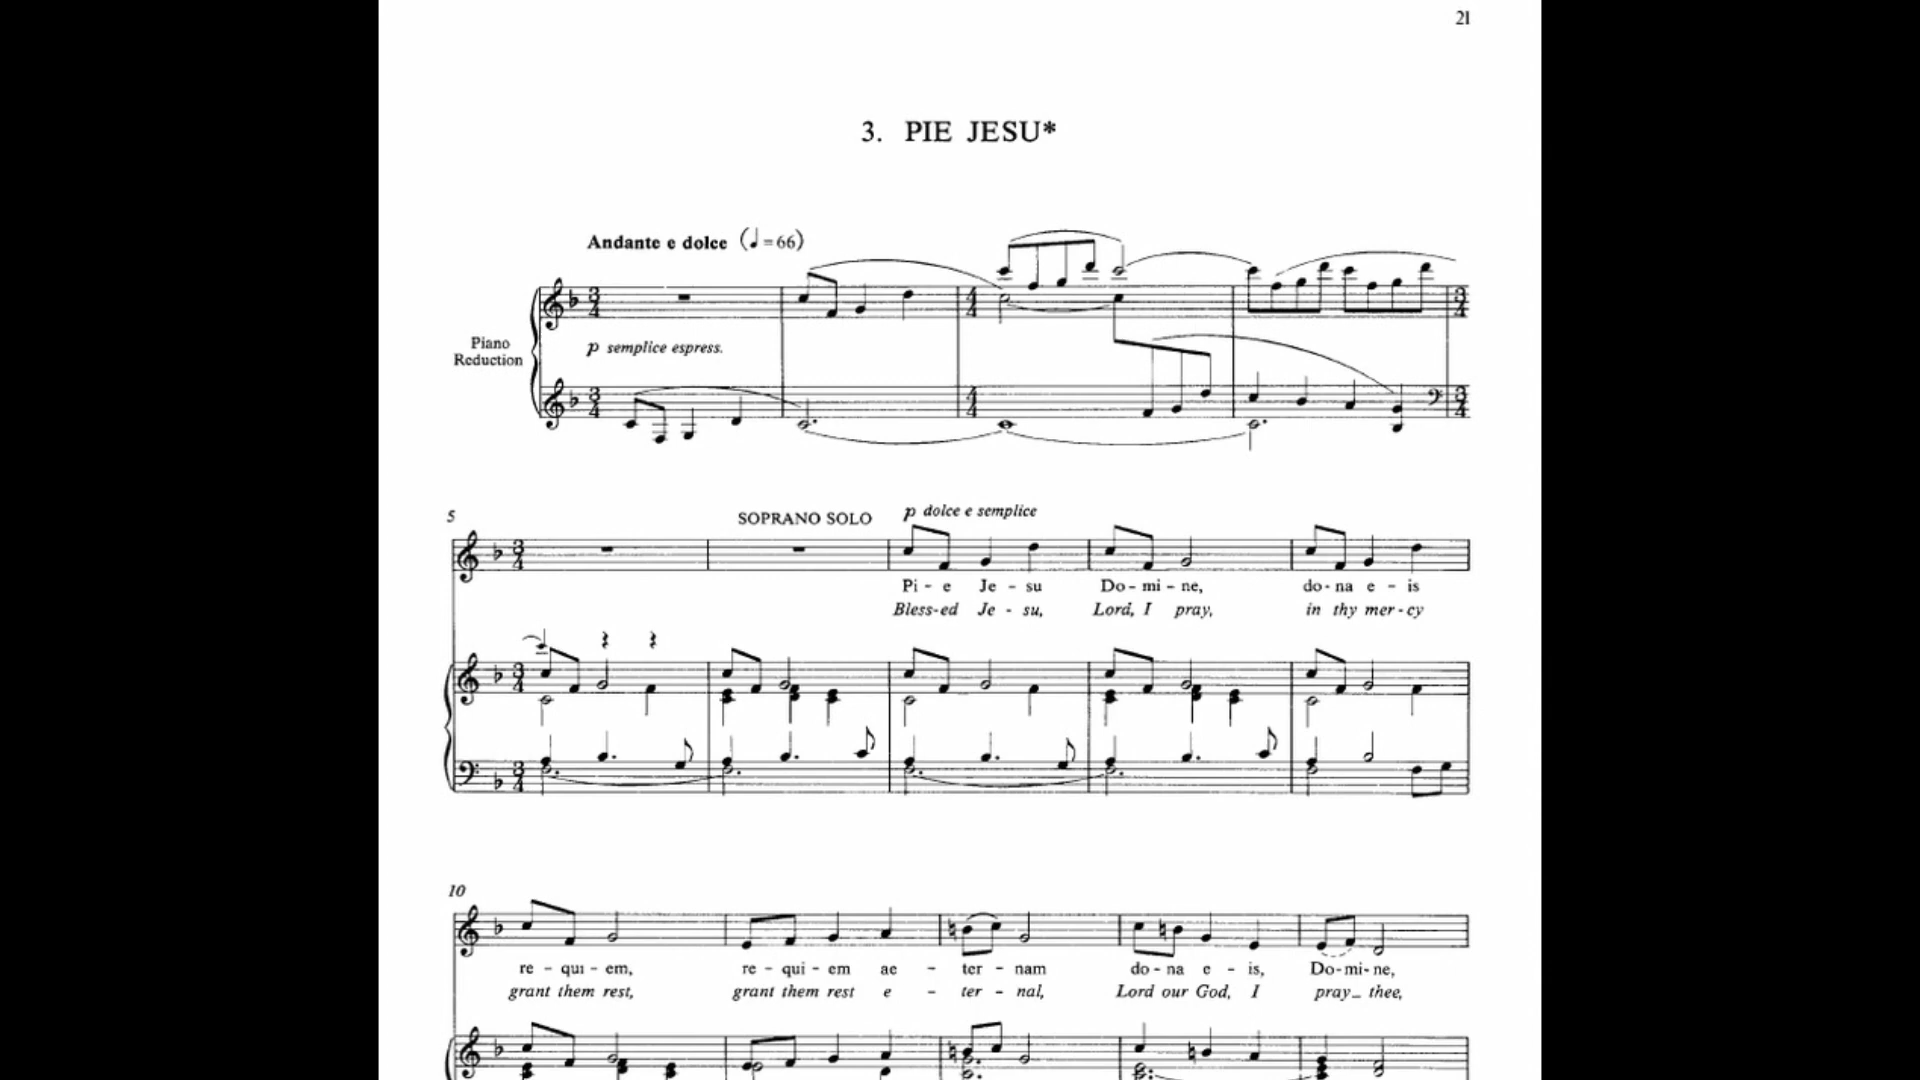 21
3. PIE JESU*
Andante e dolce (♩=66)
Piano
Reduction
p semplice espress.
5
SOPRANO SOLO
p dolce e semplice
Pi - e Je - su Do - mi - ne, do - na e - is
Bless-ed Je - su, Lord, I pray, in thy mer - cy
10
re - qui - em, re - qui - em ae - ter - nam do - na e - is, Do - mi - ne,
grant them rest, grant them rest e - ter - nal, Lord our God, I pray_ thee,